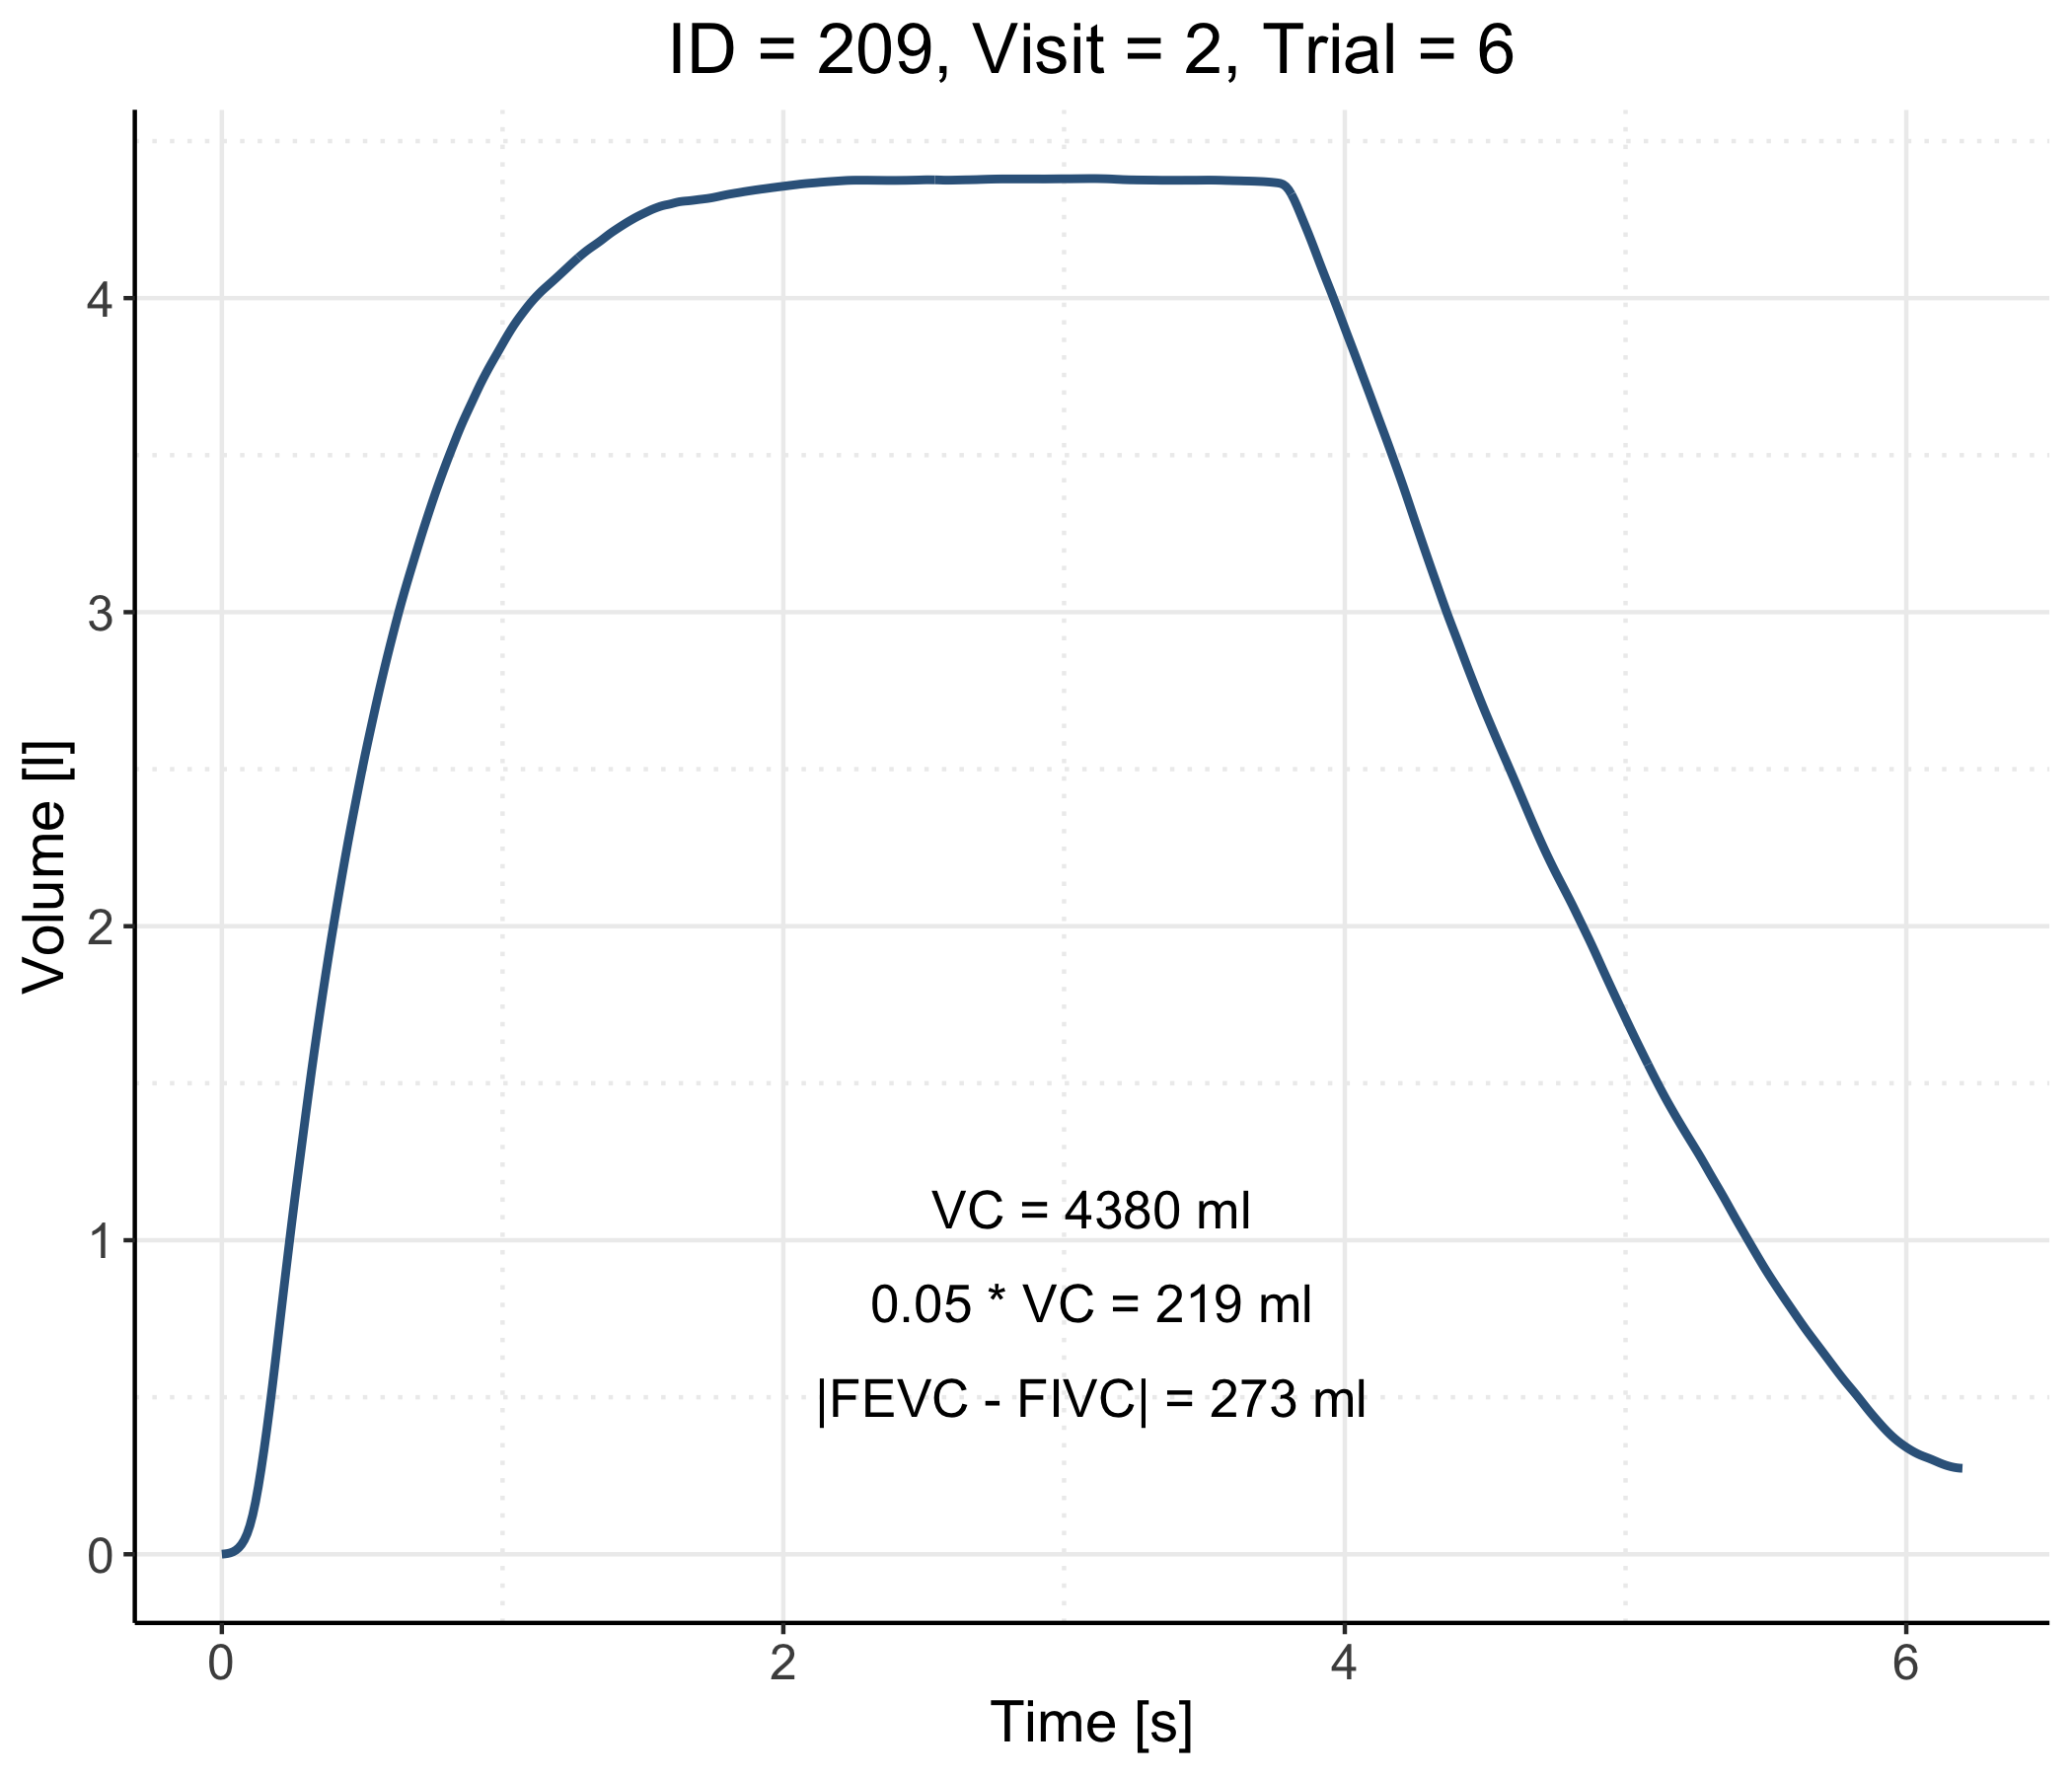 ID = 209, Visit = 2, Trial = 6
Volume [l]
4
3
2
1
0
VC = 4380 ml
0.05 * VC = 219 ml
|FEVC - FIVC| = 273 ml
0 2 4 6
Time [s]